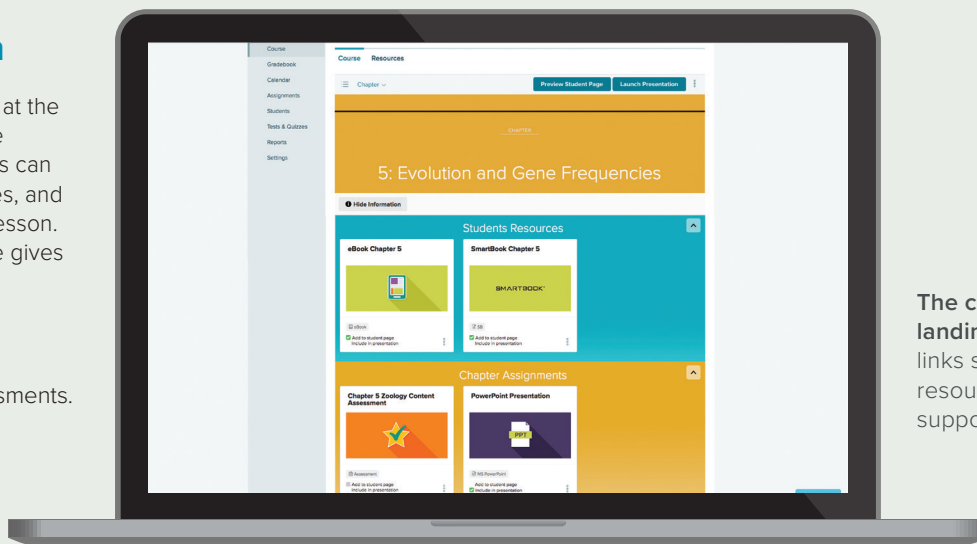 at the
s can
es, and
esson.
e gives
sments.
Course
Gradebook
Calendar
Assignments
Students
Tests & Quizzes
Reports
Settings
Course Resources
Chapter
Preview Student Page Launch Presentation
CHAPTER
5: Evolution and Gene Frequencies
Hide Information
Students Resources
eBook Chapter 5
eBook
Add to student page
Include in presentation
SmartBook Chapter 5
SMARTBOOK
SB
Add to student page
Include in presentation
Chapter Assignments
Chapter 5 Zoology Content
Assessment
Assessment
Add to student page
Include in presentation
PowerPoint Presentation
PPT
NG PowerPoint
Add to student page
Include in presentation
The c
landin
links s
resou
suppo